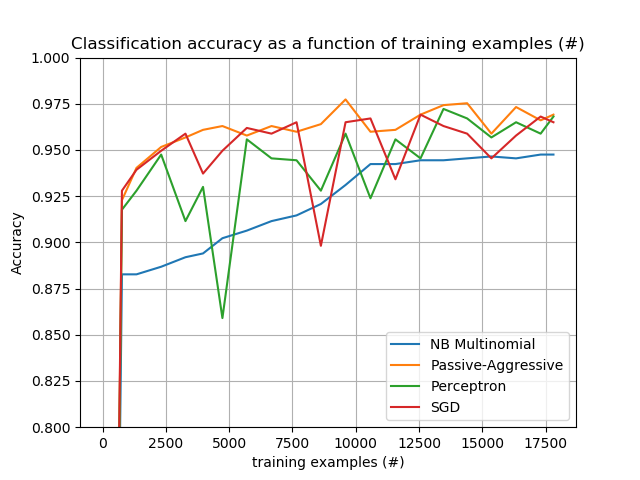 Classification accuracy as a function of training examples (#)
1.000
0.975
0.950
0.925
0.900
0.875
0.850
0.825
0.800
Accuracy
NB Multinomial
Passive-Aggressive
Perceptron
SGD
0 2500 5000 7500 10000 12500 15000 17500
training examples (#)